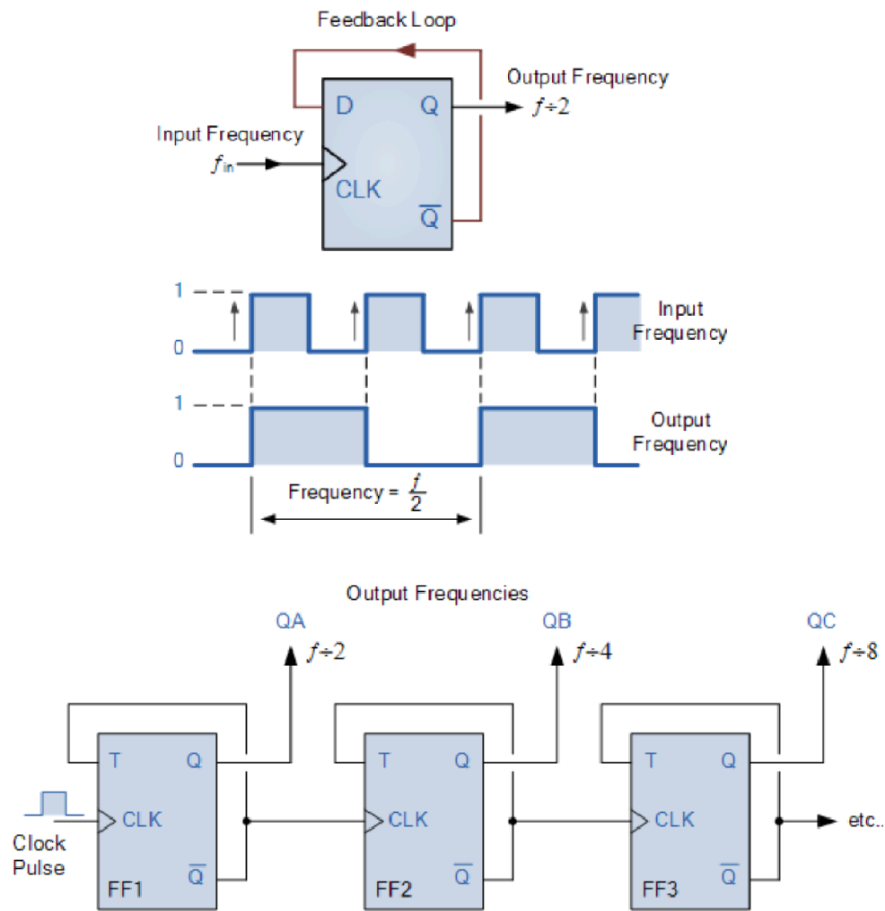 Feedback Loop
Output Frequency
D Q f÷2
Input Frequency
fin
CLK
Q̅
1
0
Input
Frequency
1
0
Output
Frequency
Frequency = f/2
Output Frequencies
QA QB QC
f÷2 f÷4 f÷8
T Q T Q T Q
CLK CLK CLK etc..
Clock
Pulse
Q̅ Q̅ Q̅
FF1 FF2 FF3